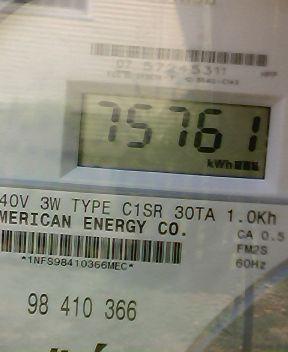 75761
kWh
40V 3W TYPE C1SR 30TA 1.0Kh
MERICAN ENERGY CO.
CA 0.5
FM2S
60Hz
*1NFS98410366MEC*
98 410 366